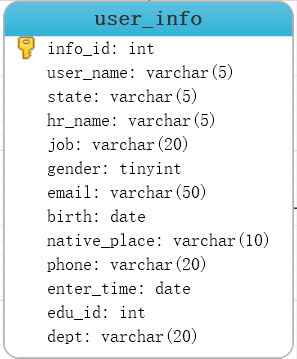 user_info
info_id: int
user_name: varchar(5)
state: varchar(5)
hr_name: varchar(5)
job: varchar(20)
gender: tinyint
email: varchar(50)
birth: date
native_place: varchar(10)
phone: varchar(20)
enter_time: date
edu_id: int
dept: varchar(20)